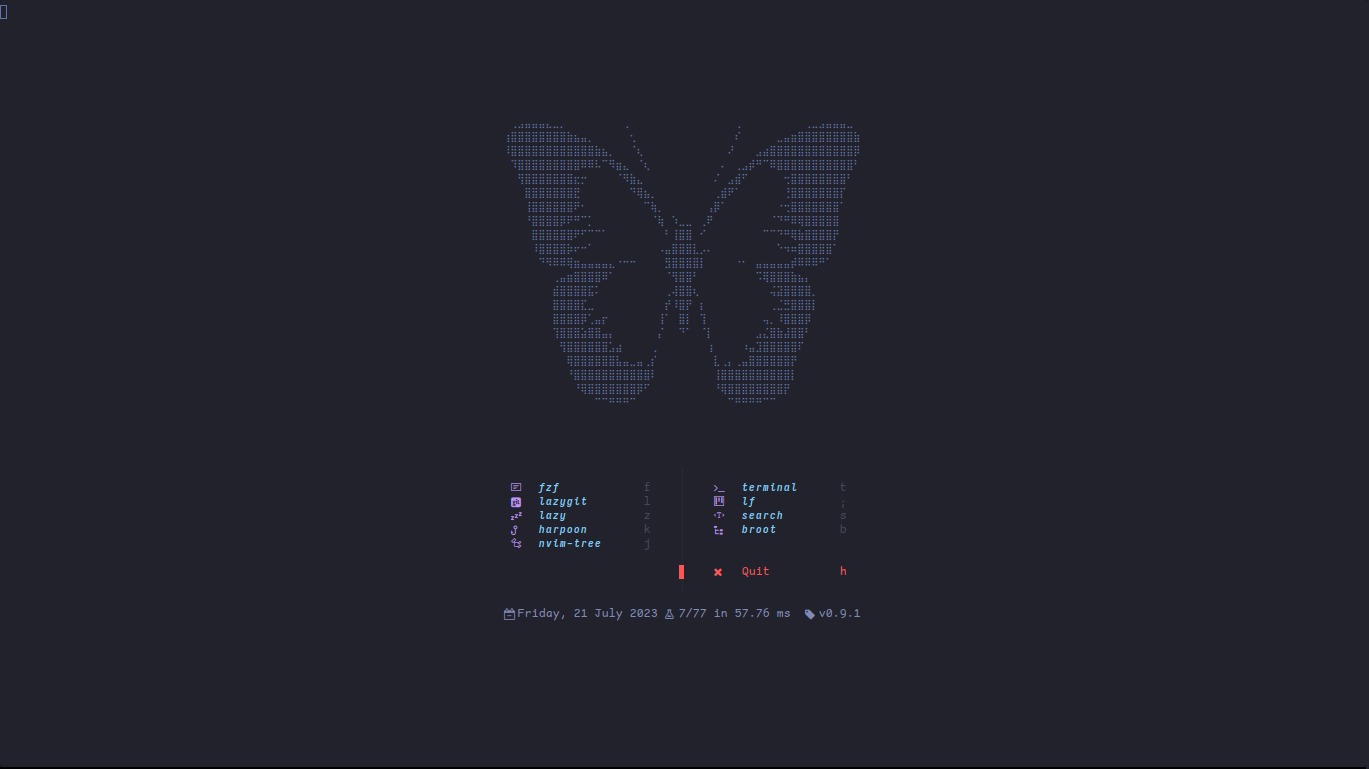 fzf f terminal t
lazygit l lf ;
lazy z search s
harpoon k broot b
nvim-tree j
Quit h
Friday, 21 July 2023 7/77 in 57.76 ms v0.9.1